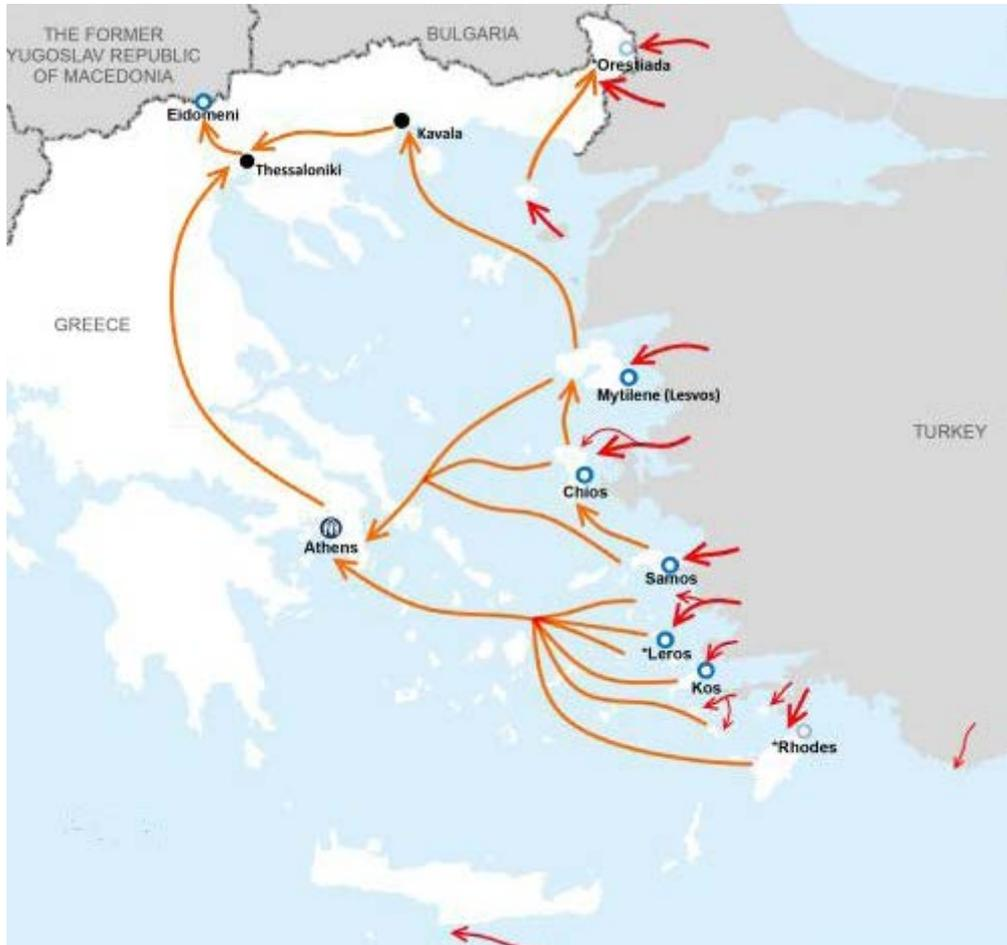 THE FORMER
YUGOSLAV REPUBLIC
OF MACEDONIA
BULGARIA
*Orestiada
Eidomeni
Kavala
Thessaloniki
GREECE
Mytilene (Lesvos)
TURKEY
Chios
Athens
Samos
*Leros
Kos
*Rhodes